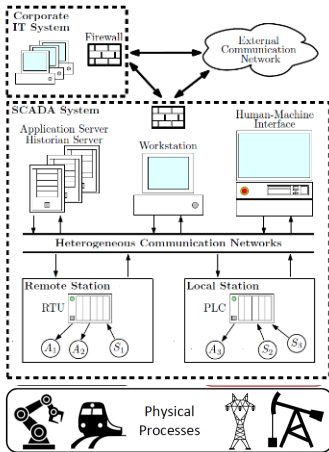 Corporate
IT System
Firewall
External
Communication
Network
SCADA System
Application Server
Historian Server
Workstation
Human-Machine
Interface
Heterogeneous Communication Networks
Remote Station
RTU
A1
A2
S1
Local Station
PLC
A3
S2
S3
Physical
Processes